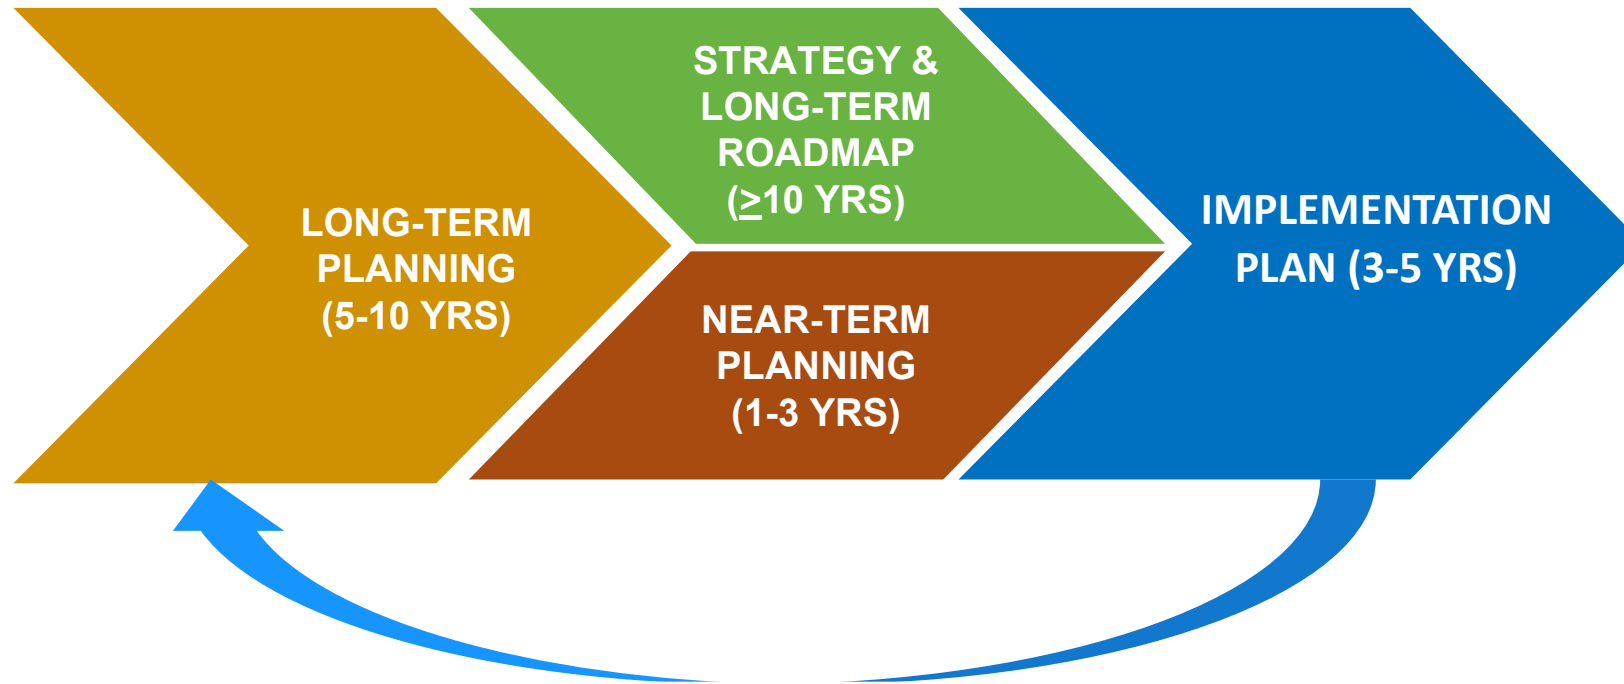 LONG-TERM
PLANNING
(5-10 YRS)
STRATEGY &
LONG-TERM
ROADMAP
(≥10 YRS)
NEAR-TERM
PLANNING
(1-3 YRS)
IMPLEMENTATION
PLAN (3-5 YRS)